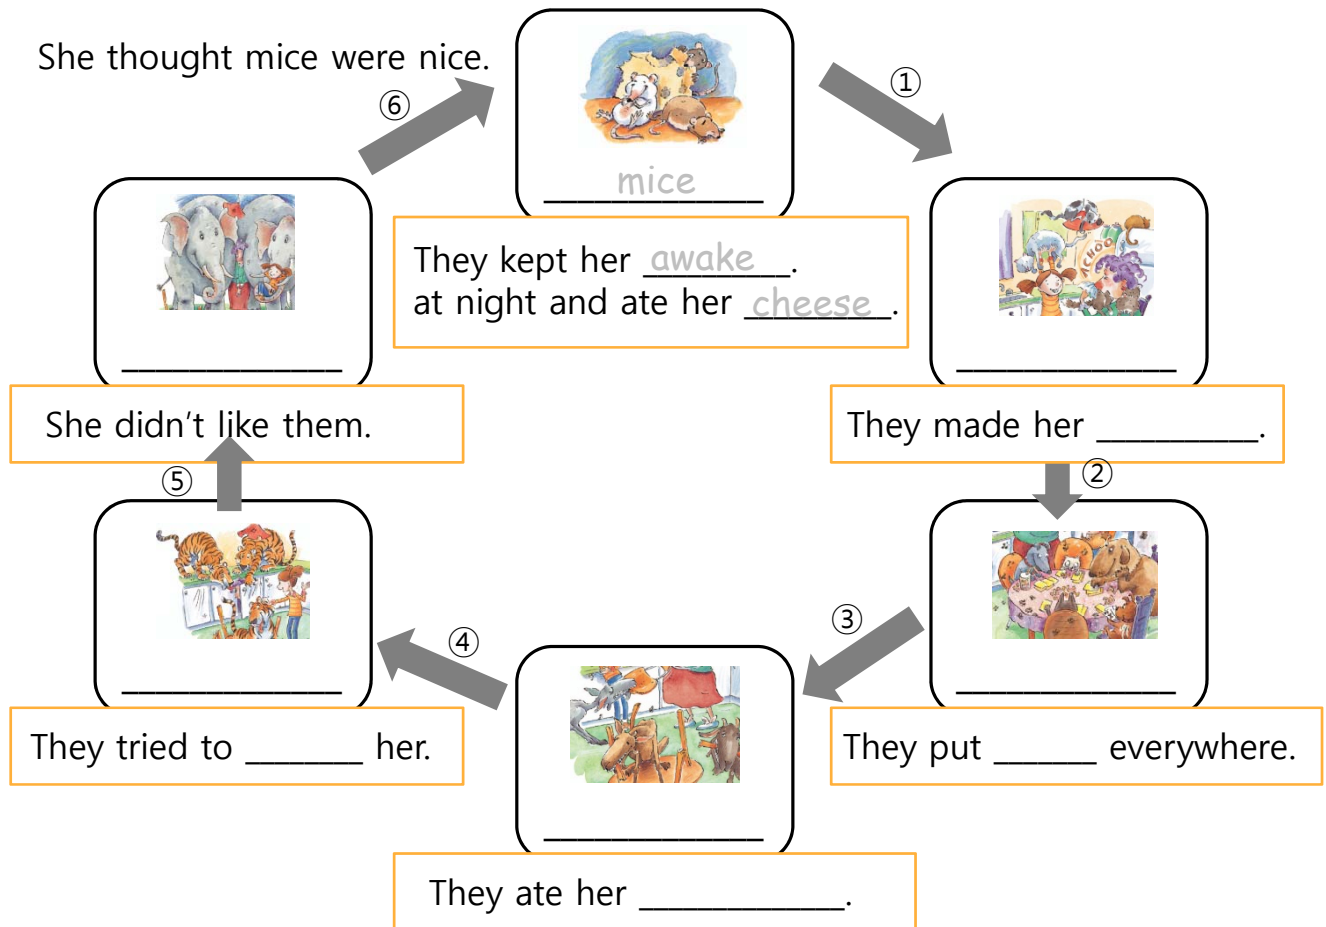 She thought mice were nice.
⑥
①
mice
They kept her awake.
at night and ate her cheese.
ACHOO
She didn't like them.
They made her ___________.
⑤
②
③
④
They tried to ________ her.
They put _______ everywhere.
They ate her ______________.